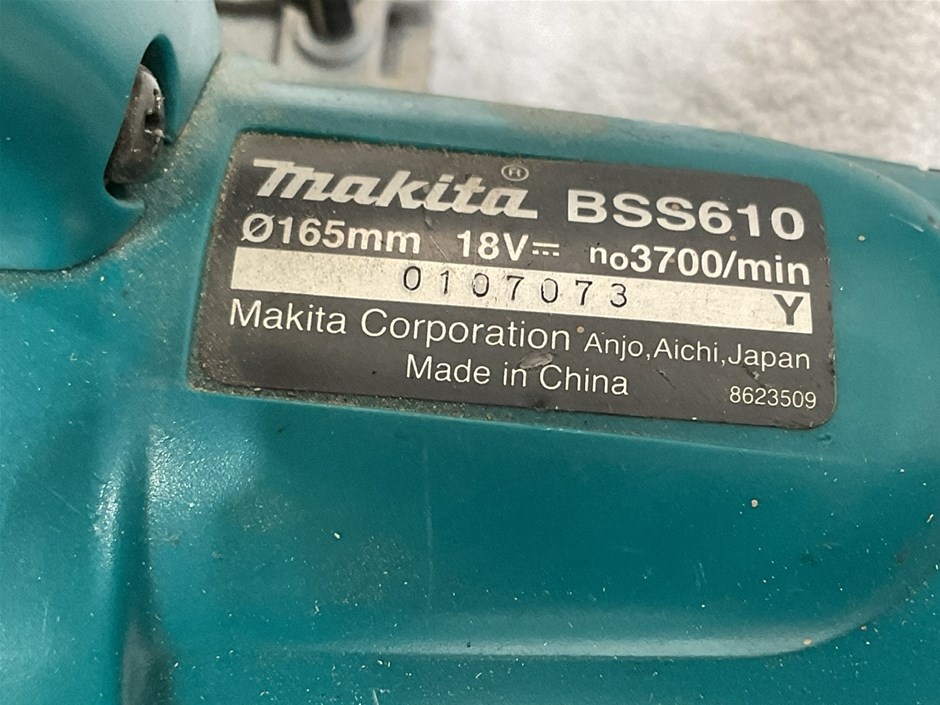 makita® BSS610
Ø165mm 18V⎓ no3700/min
0107073 Y
Makita Corporation Anjo,Aichi,Japan
Made in China 8623509